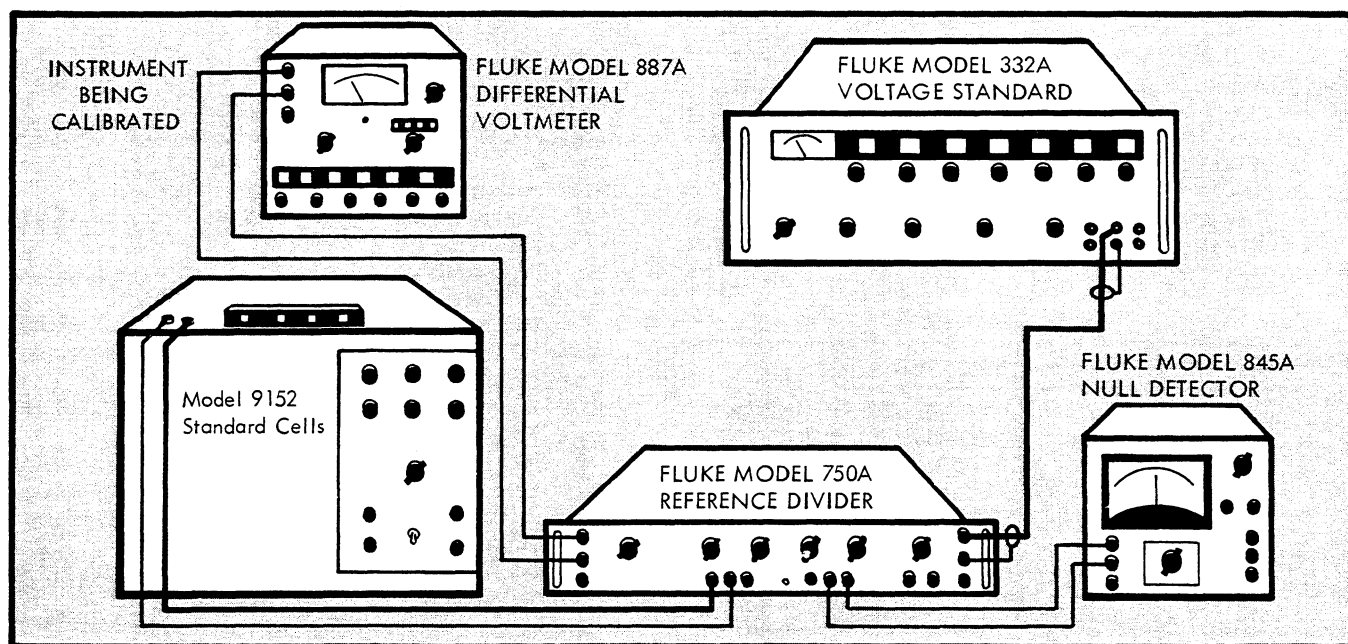 INSTRUMENT
BEING
CALIBRATED
FLUKE MODEL 887A
DIFFERENTIAL
VOLTMETER
FLUKE MODEL 332A
VOLTAGE STANDARD
Model 9152
Standard Cells
FLUKE MODEL 845A
NULL DETECTOR
FLUKE MODEL 750A
REFERENCE DIVIDER